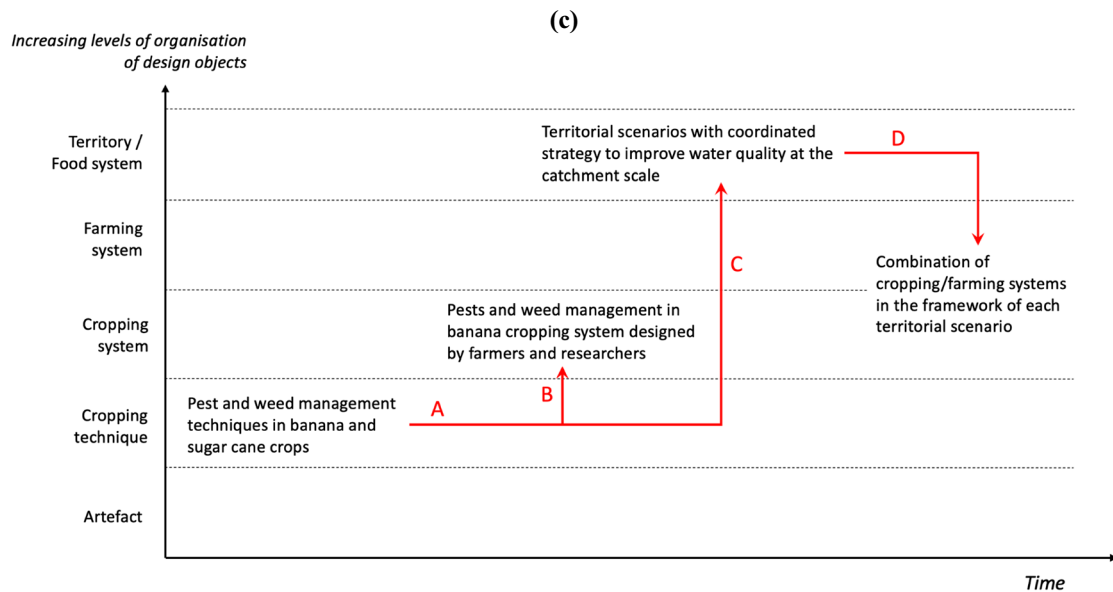 (c)
Increasing levels of organisation
of design objects
Territory /
Food system
Territorial scenarios with coordinated
strategy to improve water quality at the
catchment scale
D
Farming
system
C
Combination of
cropping/farming systems
in the framework of each
territorial scenario
Cropping
system
Pests and weed management in
banana cropping system designed
by farmers and researchers
B
Cropping
technique
Pest and weed management
techniques in banana and
sugar cane crops
A
Artefact
Time